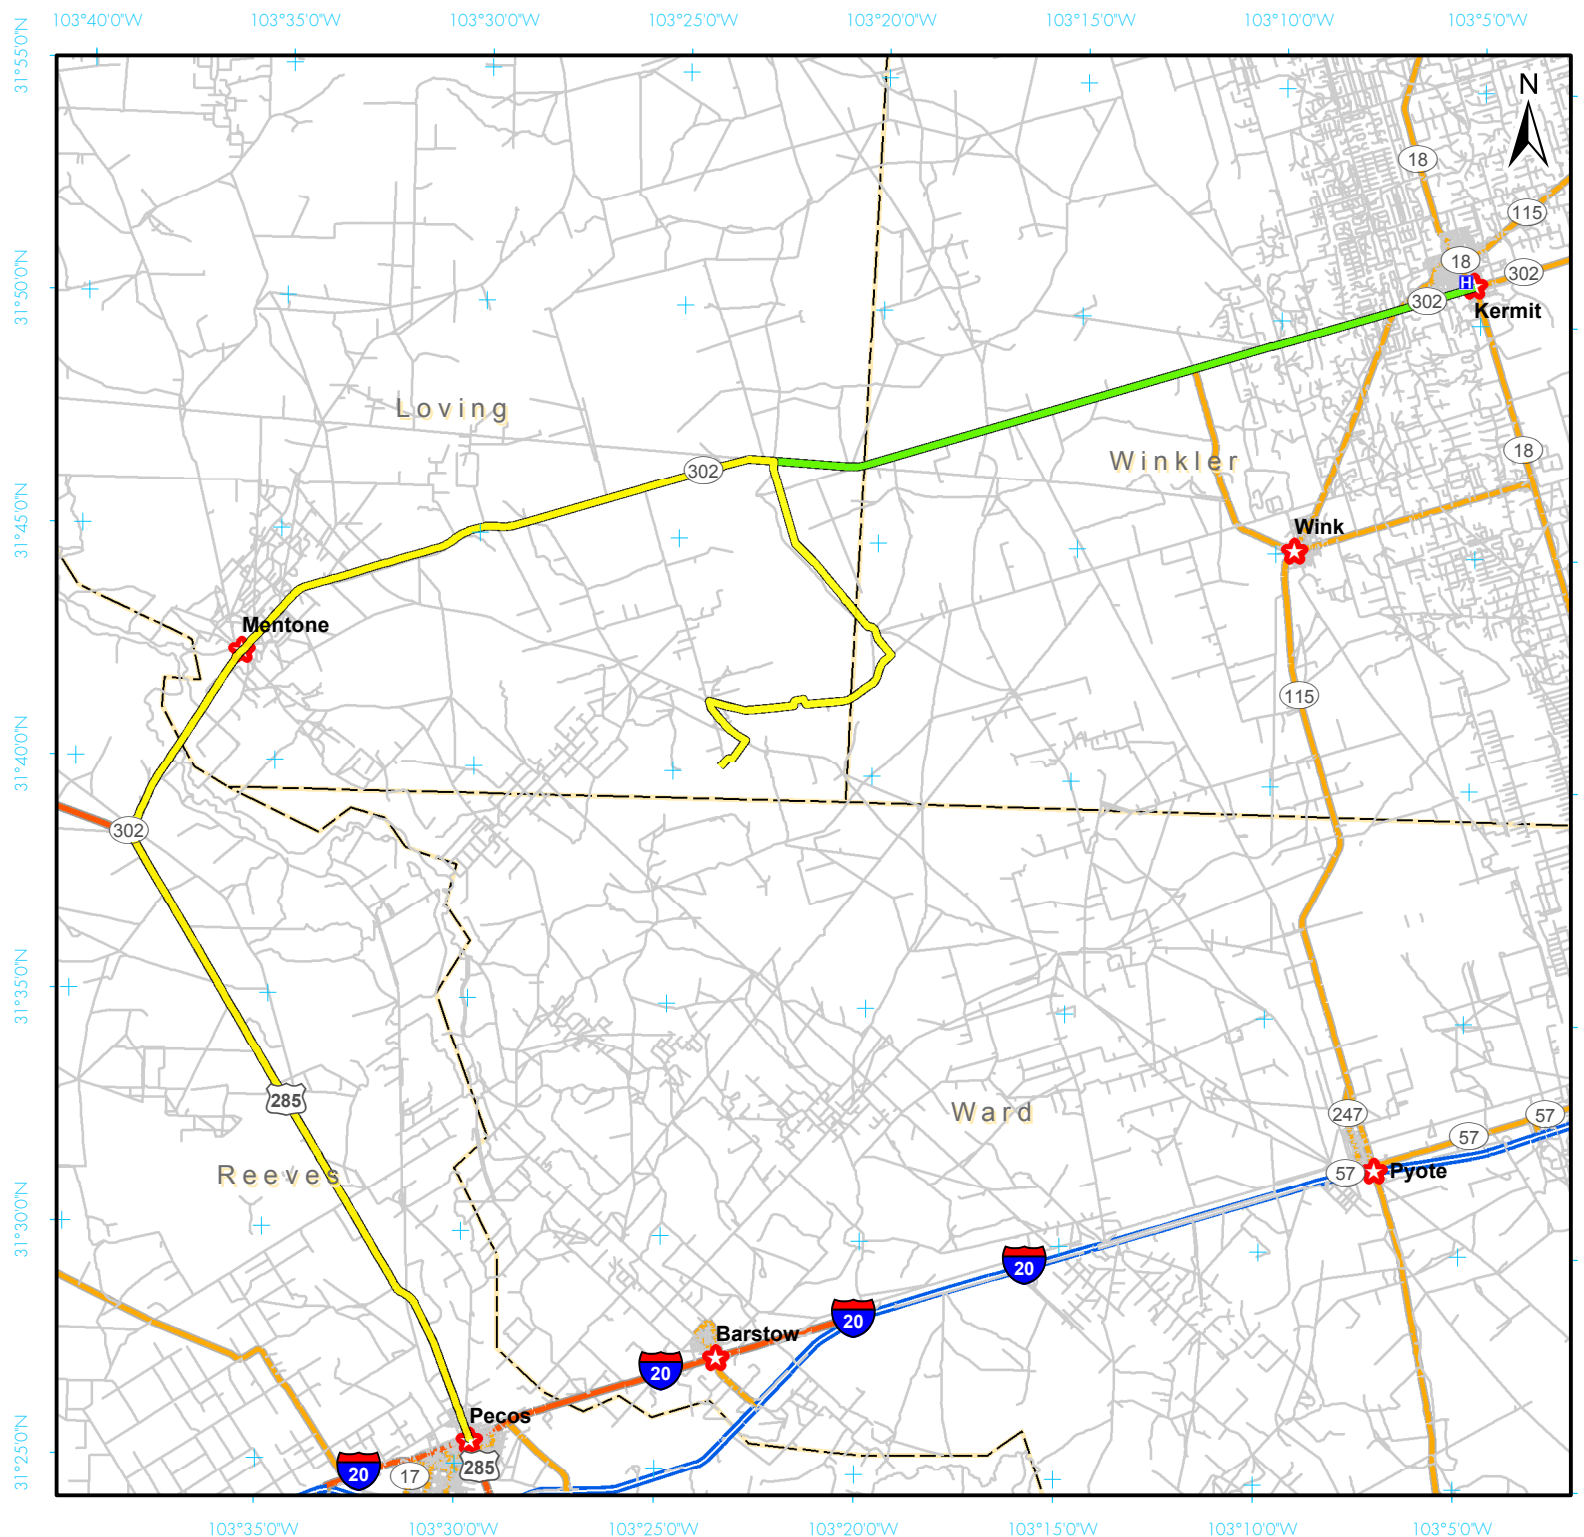 103°40'0"W
103°35'0"W
103°30'0"W
103°25'0"W
103°20'0"W
103°15'0"W
103°10'0"W
103°5'0"W
31°55'0"N
N
18
115
18
H
302
302
Kermit
31°50'0"N
Loving
302
Winkler
18
31°45'0"N
Wink
Mentone
115
31°40'0"N
302
31°35'0"N
285
Ward
247
57
57
Reeves
57
Pyote
31°30'0"N
20
20
Barstow
20
Pecos
31°25'0"N
20
17
285
103°35'0"W
103°30'0"W
103°25'0"W
103°20'0"W
103°15'0"W
103°10'0"W
103°5'0"W